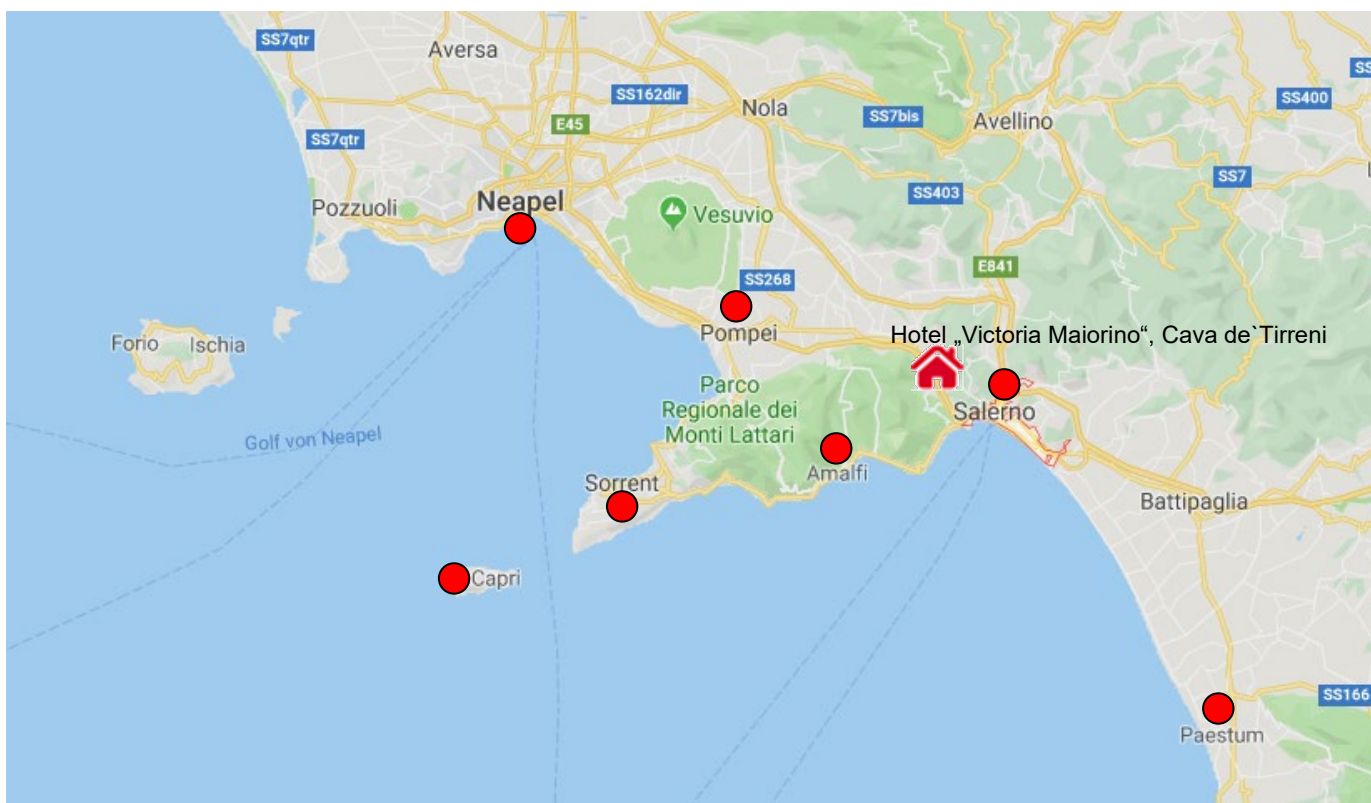 SS7qtr
Aversa
SS
SS162dir
SS400
Nola
SS7bis
Avellino
E45
SS7qtr
SS7
SS403
Neapel
Pozzuoli
Vesuvio
E841
SS268
Pompei
Hotel „Victoria Maiorino“, Cava de`Tirreni
Forio
Ischia
Parco
Regionale dei
Monti Lattari
Salerno
Golf von Neapel
Amalfi
Sorrent
Battipaglia
Capri
SS166
Paestum